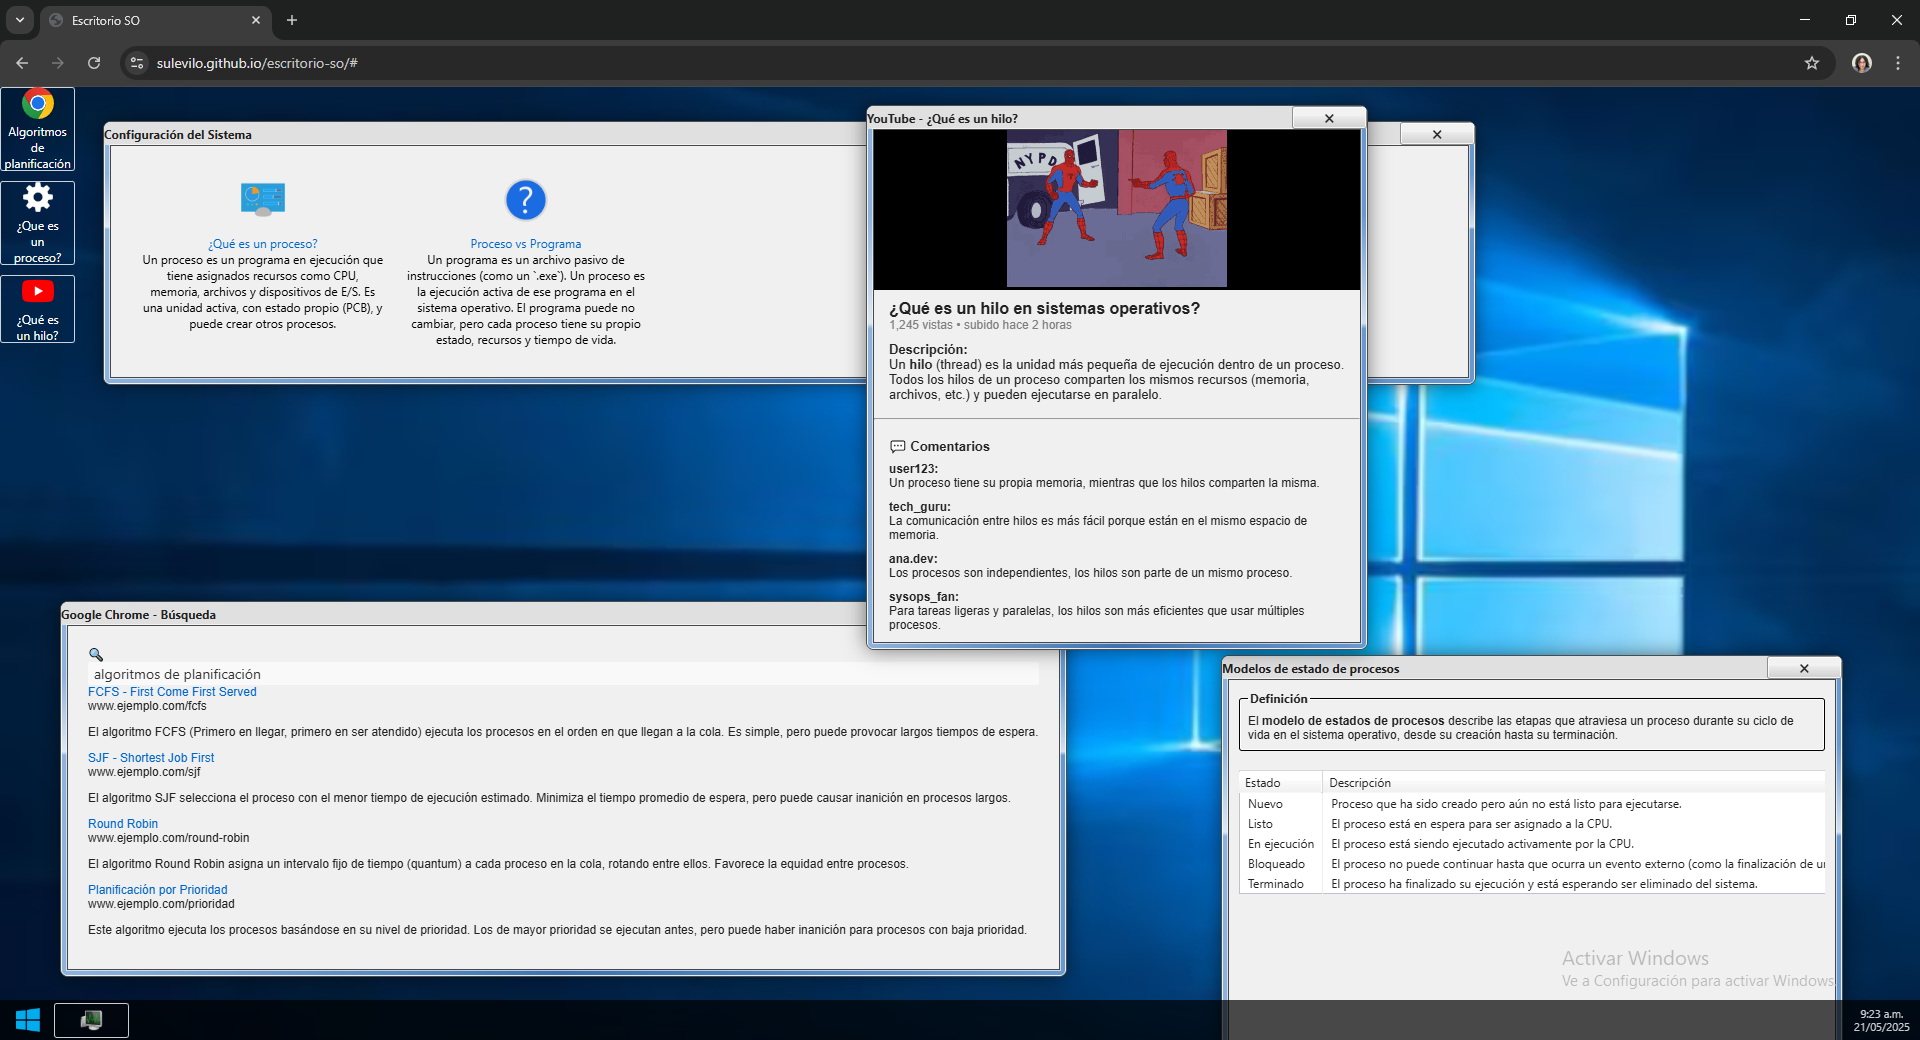 Escritorio SO
sulevilo.github.io/escritorio-so/#
Algoritmos
de
planificación
¿Que es
un
proceso?
¿Qué es
un hilo?
Configuración del Sistema
¿Qué es un proceso?
Un proceso es un programa en ejecución que
tiene asignados recursos como CPU,
memoria, archivos y dispositivos de E/S. Es
una unidad activa, con estado propio (PCB), y
puede crear otros procesos.
Proceso vs Programa
Un programa es un archivo pasivo de
instrucciones (como un `.exe`). Un proceso es
la ejecución activa de ese programa en el
sistema operativo. El programa puede no
cambiar, pero cada proceso tiene su propio
estado, recursos y tiempo de vida.
YouTube - ¿Qué es un hilo?
NYPD
¿Qué es un hilo en sistemas operativos?
1,245 vistas • subido hace 2 horas
Descripción:
Un hilo (thread) es la unidad más pequeña de ejecución dentro de un proceso.
Todos los hilos de un proceso comparten los mismos recursos (memoria,
archivos, etc.) y pueden ejecutarse en paralelo.
💬 Comentarios
user123:
Un proceso tiene su propia memoria, mientras que los hilos comparten la misma.
tech_guru:
La comunicación entre hilos es más fácil porque están en el mismo espacio de
memoria.
ana.dev:
Los procesos son independientes, los hilos son parte de un mismo proceso.
sysops_fan:
Para tareas ligeras y paralelas, los hilos son más eficientes que usar múltiples
procesos.
Google Chrome - Búsqueda
🔍
algoritmos de planificación
FCFS - First Come First Served
www.ejemplo.com/fcfs
El algoritmo FCFS (Primero en llegar, primero en ser atendido) ejecuta los procesos en el orden en que llegan a la cola. Es simple, pero puede provocar largos tiempos de espera.
SJF - Shortest Job First
www.ejemplo.com/sjf
El algoritmo SJF selecciona el proceso con el menor tiempo de ejecución estimado. Minimiza el tiempo promedio de espera, pero puede causar inanición en procesos largos.
Round Robin
www.ejemplo.com/round-robin
El algoritmo Round Robin asigna un intervalo fijo de tiempo (quantum) a cada proceso en la cola, rotando entre ellos. Favorece la equidad entre procesos.
Planificación por Prioridad
www.ejemplo.com/prioridad
Este algoritmo ejecuta los procesos basándose en su nivel de prioridad. Los de mayor prioridad se ejecutan antes, pero puede haber inanición para procesos con baja prioridad.
Modelos de estado de procesos
Definición
El modelo de estados de procesos describe las etapas que atraviesa un proceso durante su ciclo de
vida en el sistema operativo, desde su creación hasta su terminación.
Estado Descripción
Nuevo Proceso que ha sido creado pero aún no está listo para ejecutarse.
Listo El proceso está en espera para ser asignado a la CPU.
En ejecución El proceso está siendo ejecutado activamente por la CPU.
Bloqueado El proceso no puede continuar hasta que ocurra un evento externo (como la finalización de
Terminado El proceso ha finalizado su ejecución y está esperando ser eliminado del sistema.
Activar Windows
Ve a Configuración para activar Windows.
9:23 a.m.
21/05/2025